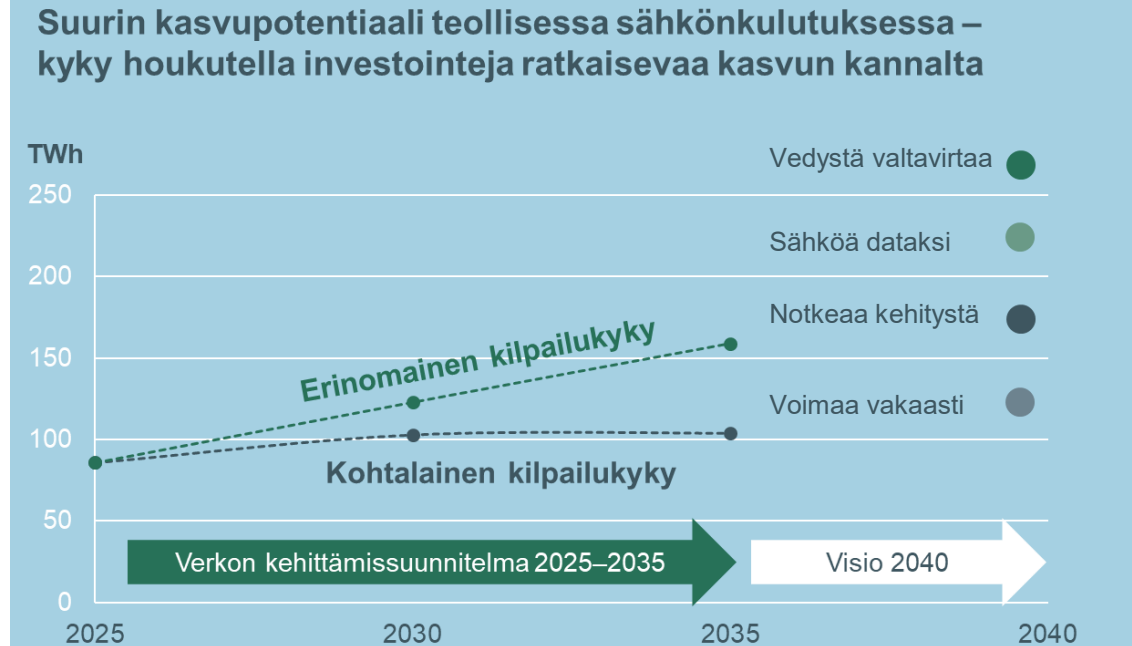 Suurin kasvupotentiaali teollisessa sähkönkulutuksessa –
kyky houkutella investointeja ratkaisevaa kasvun kannalta
TWh
250
200
150
100
50
0
Vedystä valtavirtaa
Sähköä dataksi
Notkeaa kehitystä
Voimaa vakaasti
Erinomainen kilpailukyky
Kohtalainen kilpailukyky
Verkon kehittämissuunnitelma 2025–2035
Visio 2040
2025
2030
2035
2040